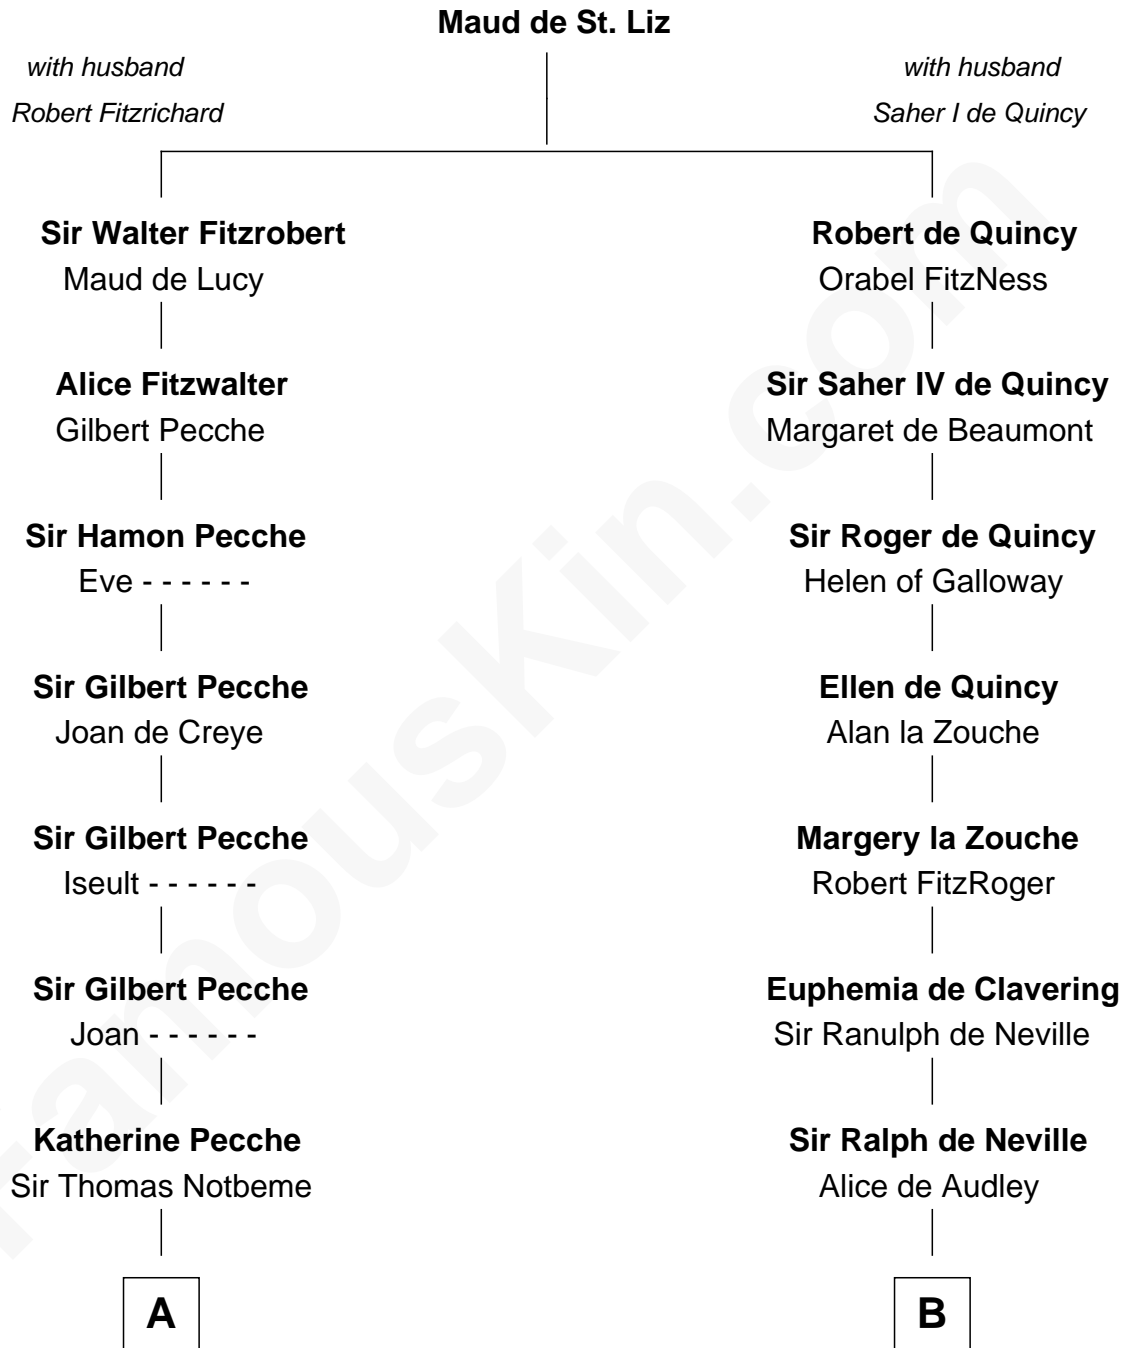 Maud de St. Liz
with husband
Robert Fitzrichard
with husband
Saher I de Quincy
Sir Walter Fitzrobert
Maud de Lucy
Robert de Quincy
Orabel FitzNess
Alice Fitzwalter
Gilbert Pecche
Sir Saher IV de Quincy
Margaret de Beaumont
Sir Hamon Pecche
Eve - - - - - -
Sir Roger de Quincy
Helen of Galloway
Sir Gilbert Pecche
Joan de Creye
Ellen de Quincy
Alan la Zouche
Sir Gilbert Pecche
Iseult - - - - - -
Margery la Zouche
Robert FitzRoger
Sir Gilbert Pecche
Joan - - - - - -
Euphemia de Clavering
Sir Ranulph de Neville
Katherine Pecche
Sir Thomas Notbeme
Sir Ralph de Neville
Alice de Audley
A
B
FamousKin.com